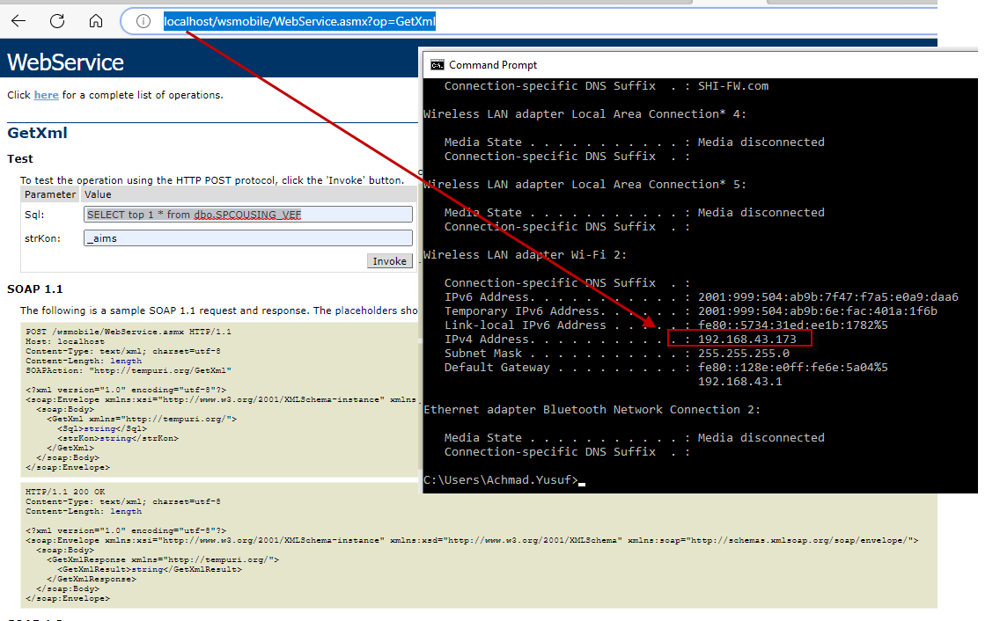 localhost/wsmobile/WebService.asmx?op=GetXml
WebService
Click here for a complete list of operations.
GetXml
Test
To test the operation using the HTTP POST protocol, click the 'Invoke' button.
Parameter Value
Sql: SELECT top 1 * from dbo.SPCOUSING_VEF
strKon: _aims
Invoke
SOAP 1.1
The following is a sample SOAP 1.1 request and response. The placeholders sho
POST /wsmobile/WebService.asmx HTTP/1.1
Host: localhost
Content-Type: text/xml; charset=utf-8
Content-Length: length
SOAPAction: "http://tempuri.org/GetXml"
<?xml version="1.0" encoding="utf-8"?>
<soap:Envelope xmlns:xsi="http://www.w3.org/2001/XMLSchema-instance" xmlns
<soap:Body>
<GetXml xmlns="http://tempuri.org/">
<Sql>string</Sql>
<strKon>string</strKon>
</GetXml>
</soap:Body>
</soap:Envelope>
HTTP/1.1 200 OK
Content-Type: text/xml; charset=utf-8
Content-Length: length
<?xml version="1.0" encoding="utf-8"?>
<soap:Envelope xmlns:xsi="http://www.w3.org/2001/XMLSchema-instance" xmlns:xsd="http://www.w3.org/2001/XMLSchema" xmlns:soap="http://schemas.xmlsoap.org/soap/envelope/">
<soap:Body>
<GetXmlResponse xmlns="http://tempuri.org/">
<GetXmlResult>string</GetXmlResult>
</GetXmlResponse>
</soap:Body>
</soap:Envelope>
Command Prompt
Connection-specific DNS Suffix . : SHI-FW.com
Wireless LAN adapter Local Area Connection* 4:
Media State . . . . . . . . . . . : Media disconnected
Connection-specific DNS Suffix . :
Wireless LAN adapter Local Area Connection* 5:
Media State . . . . . . . . . . . : Media disconnected
Connection-specific DNS Suffix . :
Wireless LAN adapter Wi-Fi 2:
Connection-specific DNS Suffix . :
IPv6 Address. . . . . . . . . . . : 2001:999:504:ab9b:7f47:f7a5:e0a9:daa6
Temporary IPv6 Address. . . . . . : 2001:999:504:ab9b:6e:fac:401a:1f6b
Link-local IPv6 Address . . . . . : fe80::5734:31ed:ee1b:1782%5
IPv4 Address. . . . . . . . . . . : 192.168.43.173
Subnet Mask . . . . . . . . . . . : 255.255.255.0
Default Gateway . . . . . . . . . : fe80::128e:e0ff:fe6e:5a04%5
192.168.43.1
Ethernet adapter Bluetooth Network Connection 2:
Media State . . . . . . . . . . . : Media disconnected
Connection-specific DNS Suffix . :
C:\Users\Achmad.Yusuf>